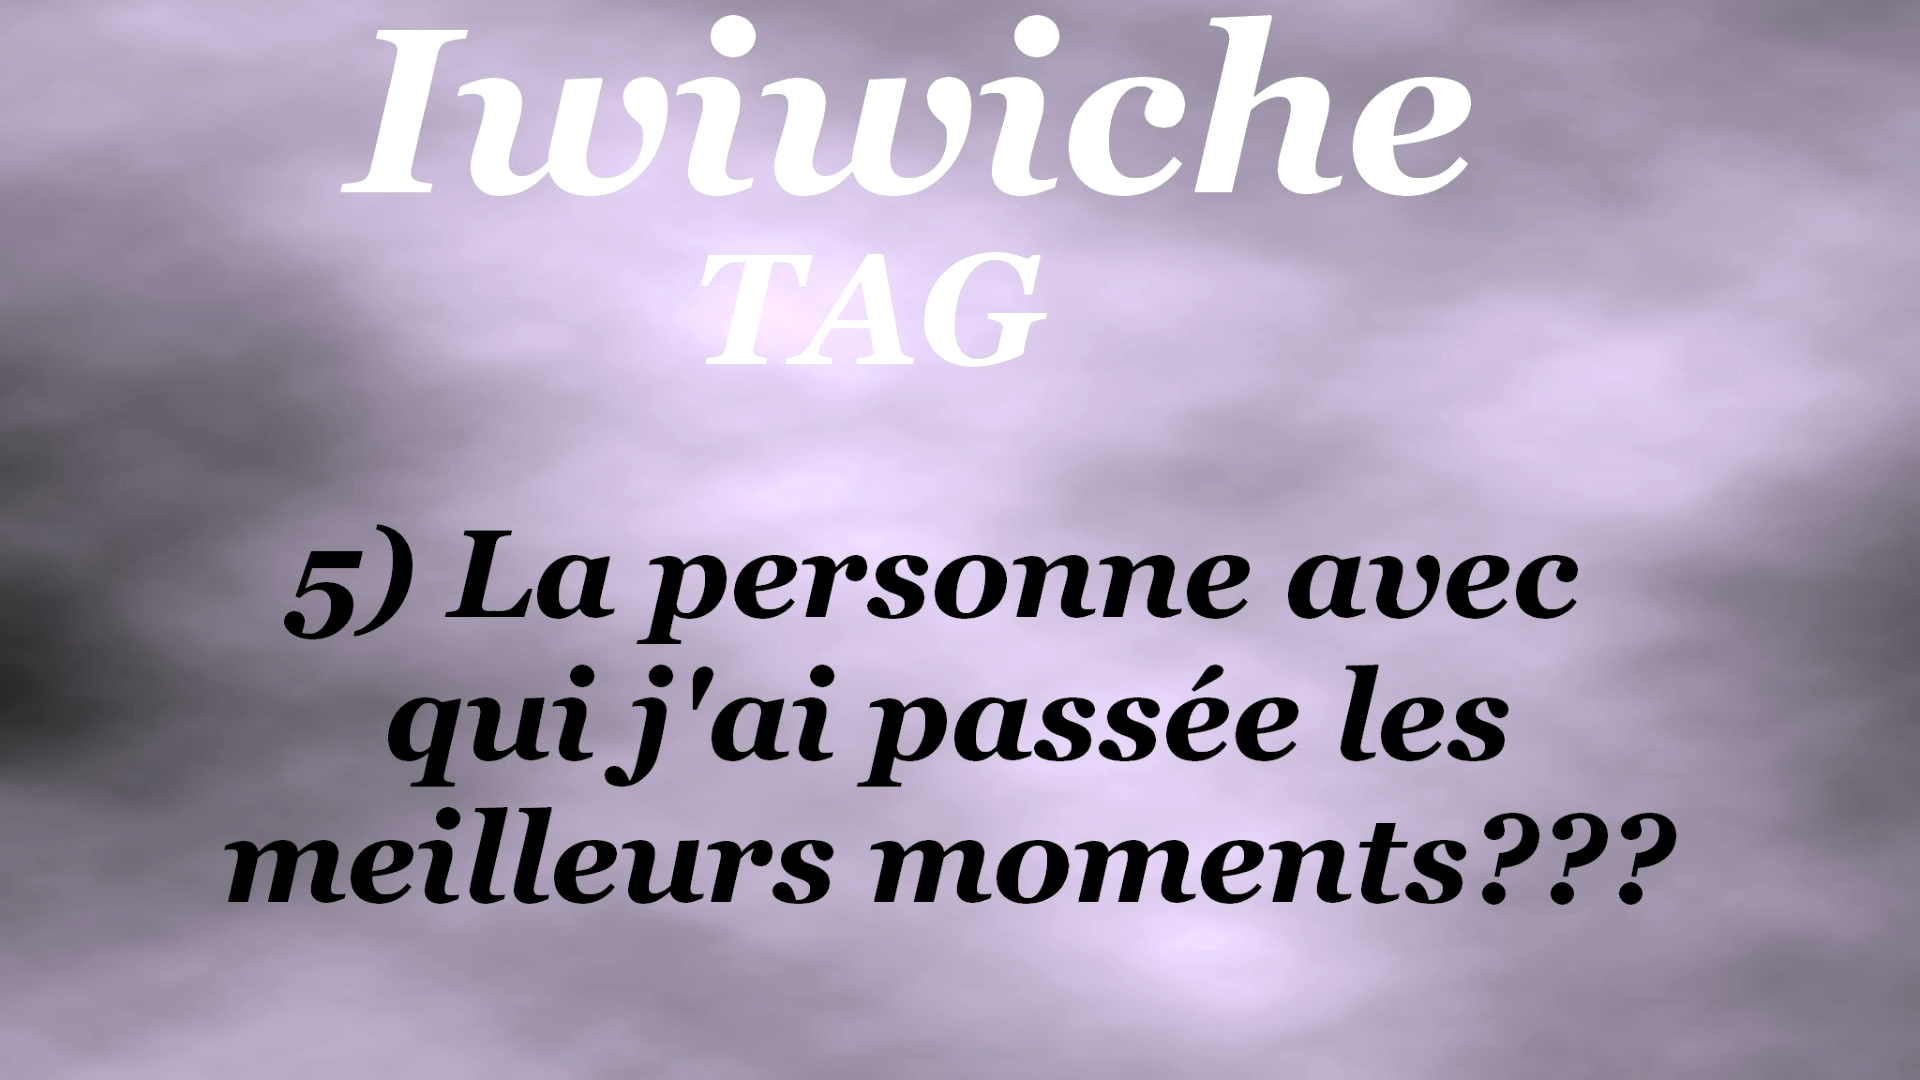 Iwiwiche
TAG
5) La personne avec
qui j'ai passée les
meilleurs moments???